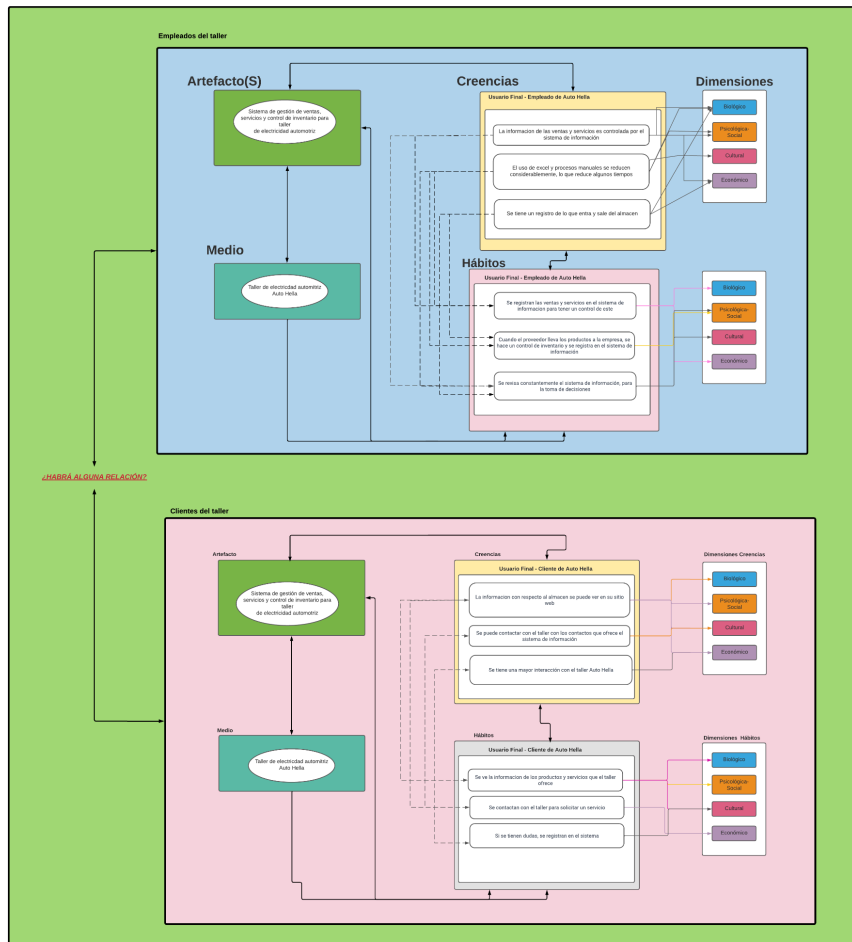 Empleados del taller
Artefacto(S)
Creencias
Dimensiones
Sistema de gestión de ventas,
servicios y control de inventario para
taller
de electricidad automotriz
Usuario Final - Empleado de Auto Hella
La informacion de las ventas y servicios es controlada por el
sistema de información
El uso de excel y procesos manuales se reducen
considerablemente, lo que reduce algunos tiempos
Se tiene un registro de lo que entra y sale del almacen
Biológico
Psicológica-
Social
Cultural
Económico
Medio
Taller de electricdad automitriz
Auto Hella
Hábitos
Usuario Final - Empleado de Auto Hella
Se registran las ventas y servicios en el sistema de
informacion para tener un control de este
Cuando el proveedor lleva los productos a la empresa, se
hace un control de inventario y se registra en el sistema de
información
Se revisa constantemente el sistema de información, para
la toma de decisiones
Biológico
Psicológica-
Social
Cultural
Económico
¿HABRÁ ALGUNA RELACIÓN?
Clientes del taller
Artefacto
Creencias
Dimensiones Creencias
Sistema de gestión de ventas,
servicios y control de inventario para
taller
de electricidad automotriz
Usuario Final - Cliente de Auto Hella
La informacion con respecto al almacen se puede ver en su sitio
web
Se puede contactar con el taller con los contactos que ofrece el
sistema de información
Se tiene una mayor interacción con el taller Auto Hella
Biológico
Psicológica-
Social
Cultural
Económico
Medio
Taller de electricdad automitriz
Auto Hella
Hábitos
Dimensiones Hábitos
Usuario Final - Cliente de Auto Hella
Se ve la informacion de los productos y servicios que el taller
ofrece
Se contactan con el taller para solicitar un servicio
Si se tienen dudas, se registran en el sistema
Biológico
Psicológica-
Social
Cultural
Económico